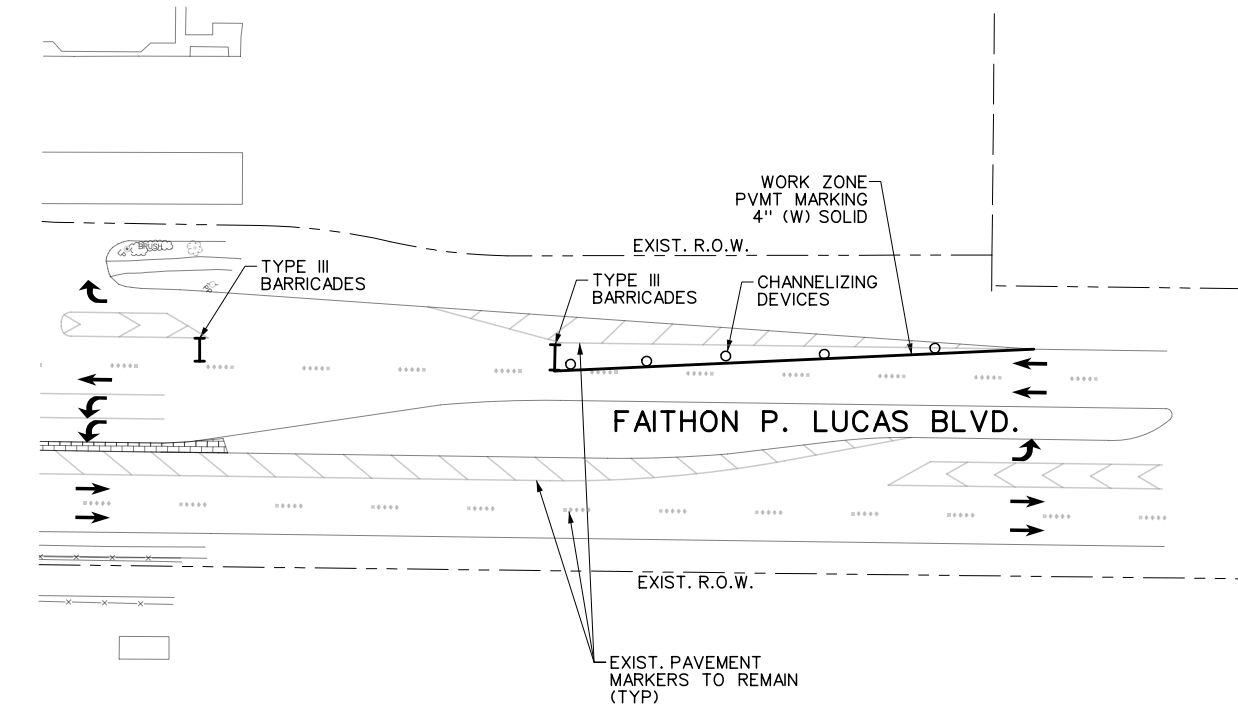 WORK ZONE
PVMT MARKING
4" (W) SOLID
EXIST. R.O.W.
BRUSH
TYPE III
BARRICADES
TYPE III
BARRICADES
CHANNELIZING
DEVICES
FAITHON P. LUCAS BLVD.
EXIST. R.O.W.
EXIST. PAVEMENT
MARKERS TO REMAIN
(TYP)